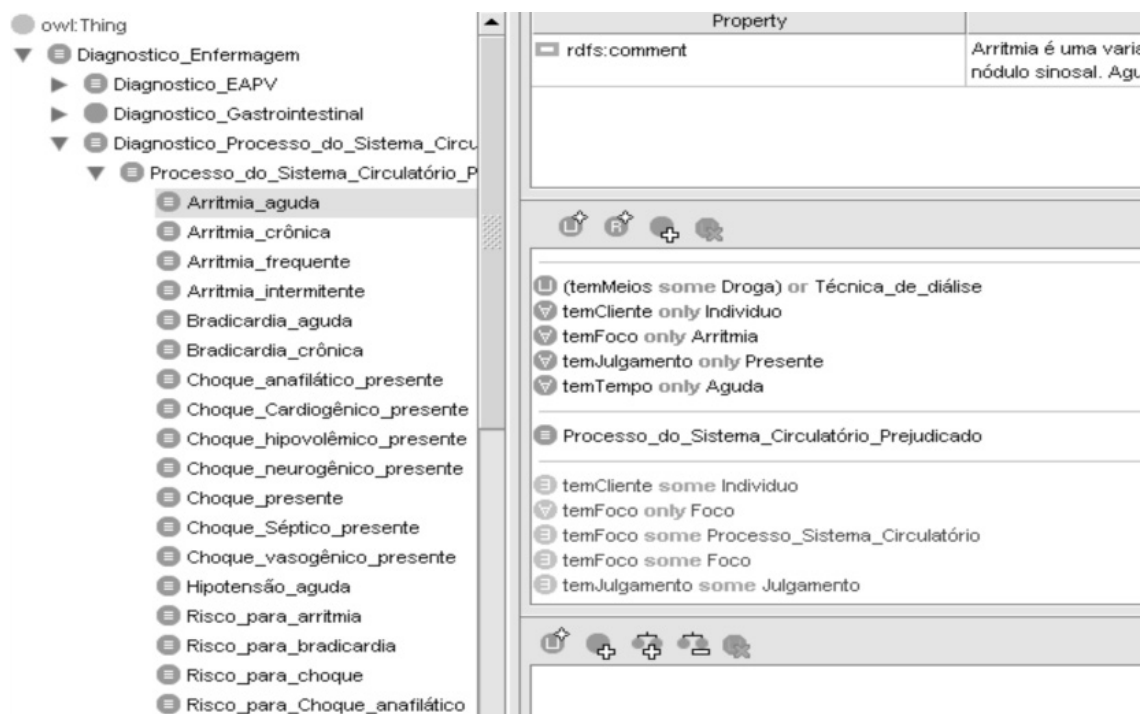 owl:Thing
Diagnostico_Enfermagem
Diagnostico_EAPV
Diagnostico_Gastrointestinal
Diagnostico_Processo_do_Sistema_Circu
Processo_do_Sistema_Circulatório_P
Arritmia_aguda
Arritmia_crônica
Arritmia_frequente
Arritmia_intermitente
Bradicardia_aguda
Bradicardia_crônica
Choque_anafilático_presente
Choque_Cardiogênico_presente
Choque_hipovolêmico_presente
Choque_neurogênico_presente
Choque_presente
Choque_Séptico_presente
Choque_vasogênico_presente
Hipotensão_aguda
Risco_para_arritmia
Risco_para_bradicardia
Risco_para_choque
Risco_para_Choque_anafilático
Property
rdfs:comment
Arritmia é uma varia
nódulo sinosal. Agu
(temMeios some Droga) or Técnica_de_diálise
temCliente only Individuo
temFoco only Arritmia
temJulgamento only Presente
temTempo only Aguda
Processo_do_Sistema_Circulatório_Prejudicado
temCliente some Individuo
temFoco only Foco
temFoco some Processo_Sistema_Circulatório
temFoco some Foco
temJulgamento some Julgamento